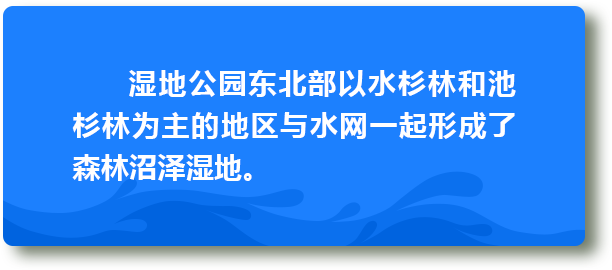 湿地公园东北部以水杉林和池
杉林为主的地区与水网一起形成了
森林沼泽湿地。